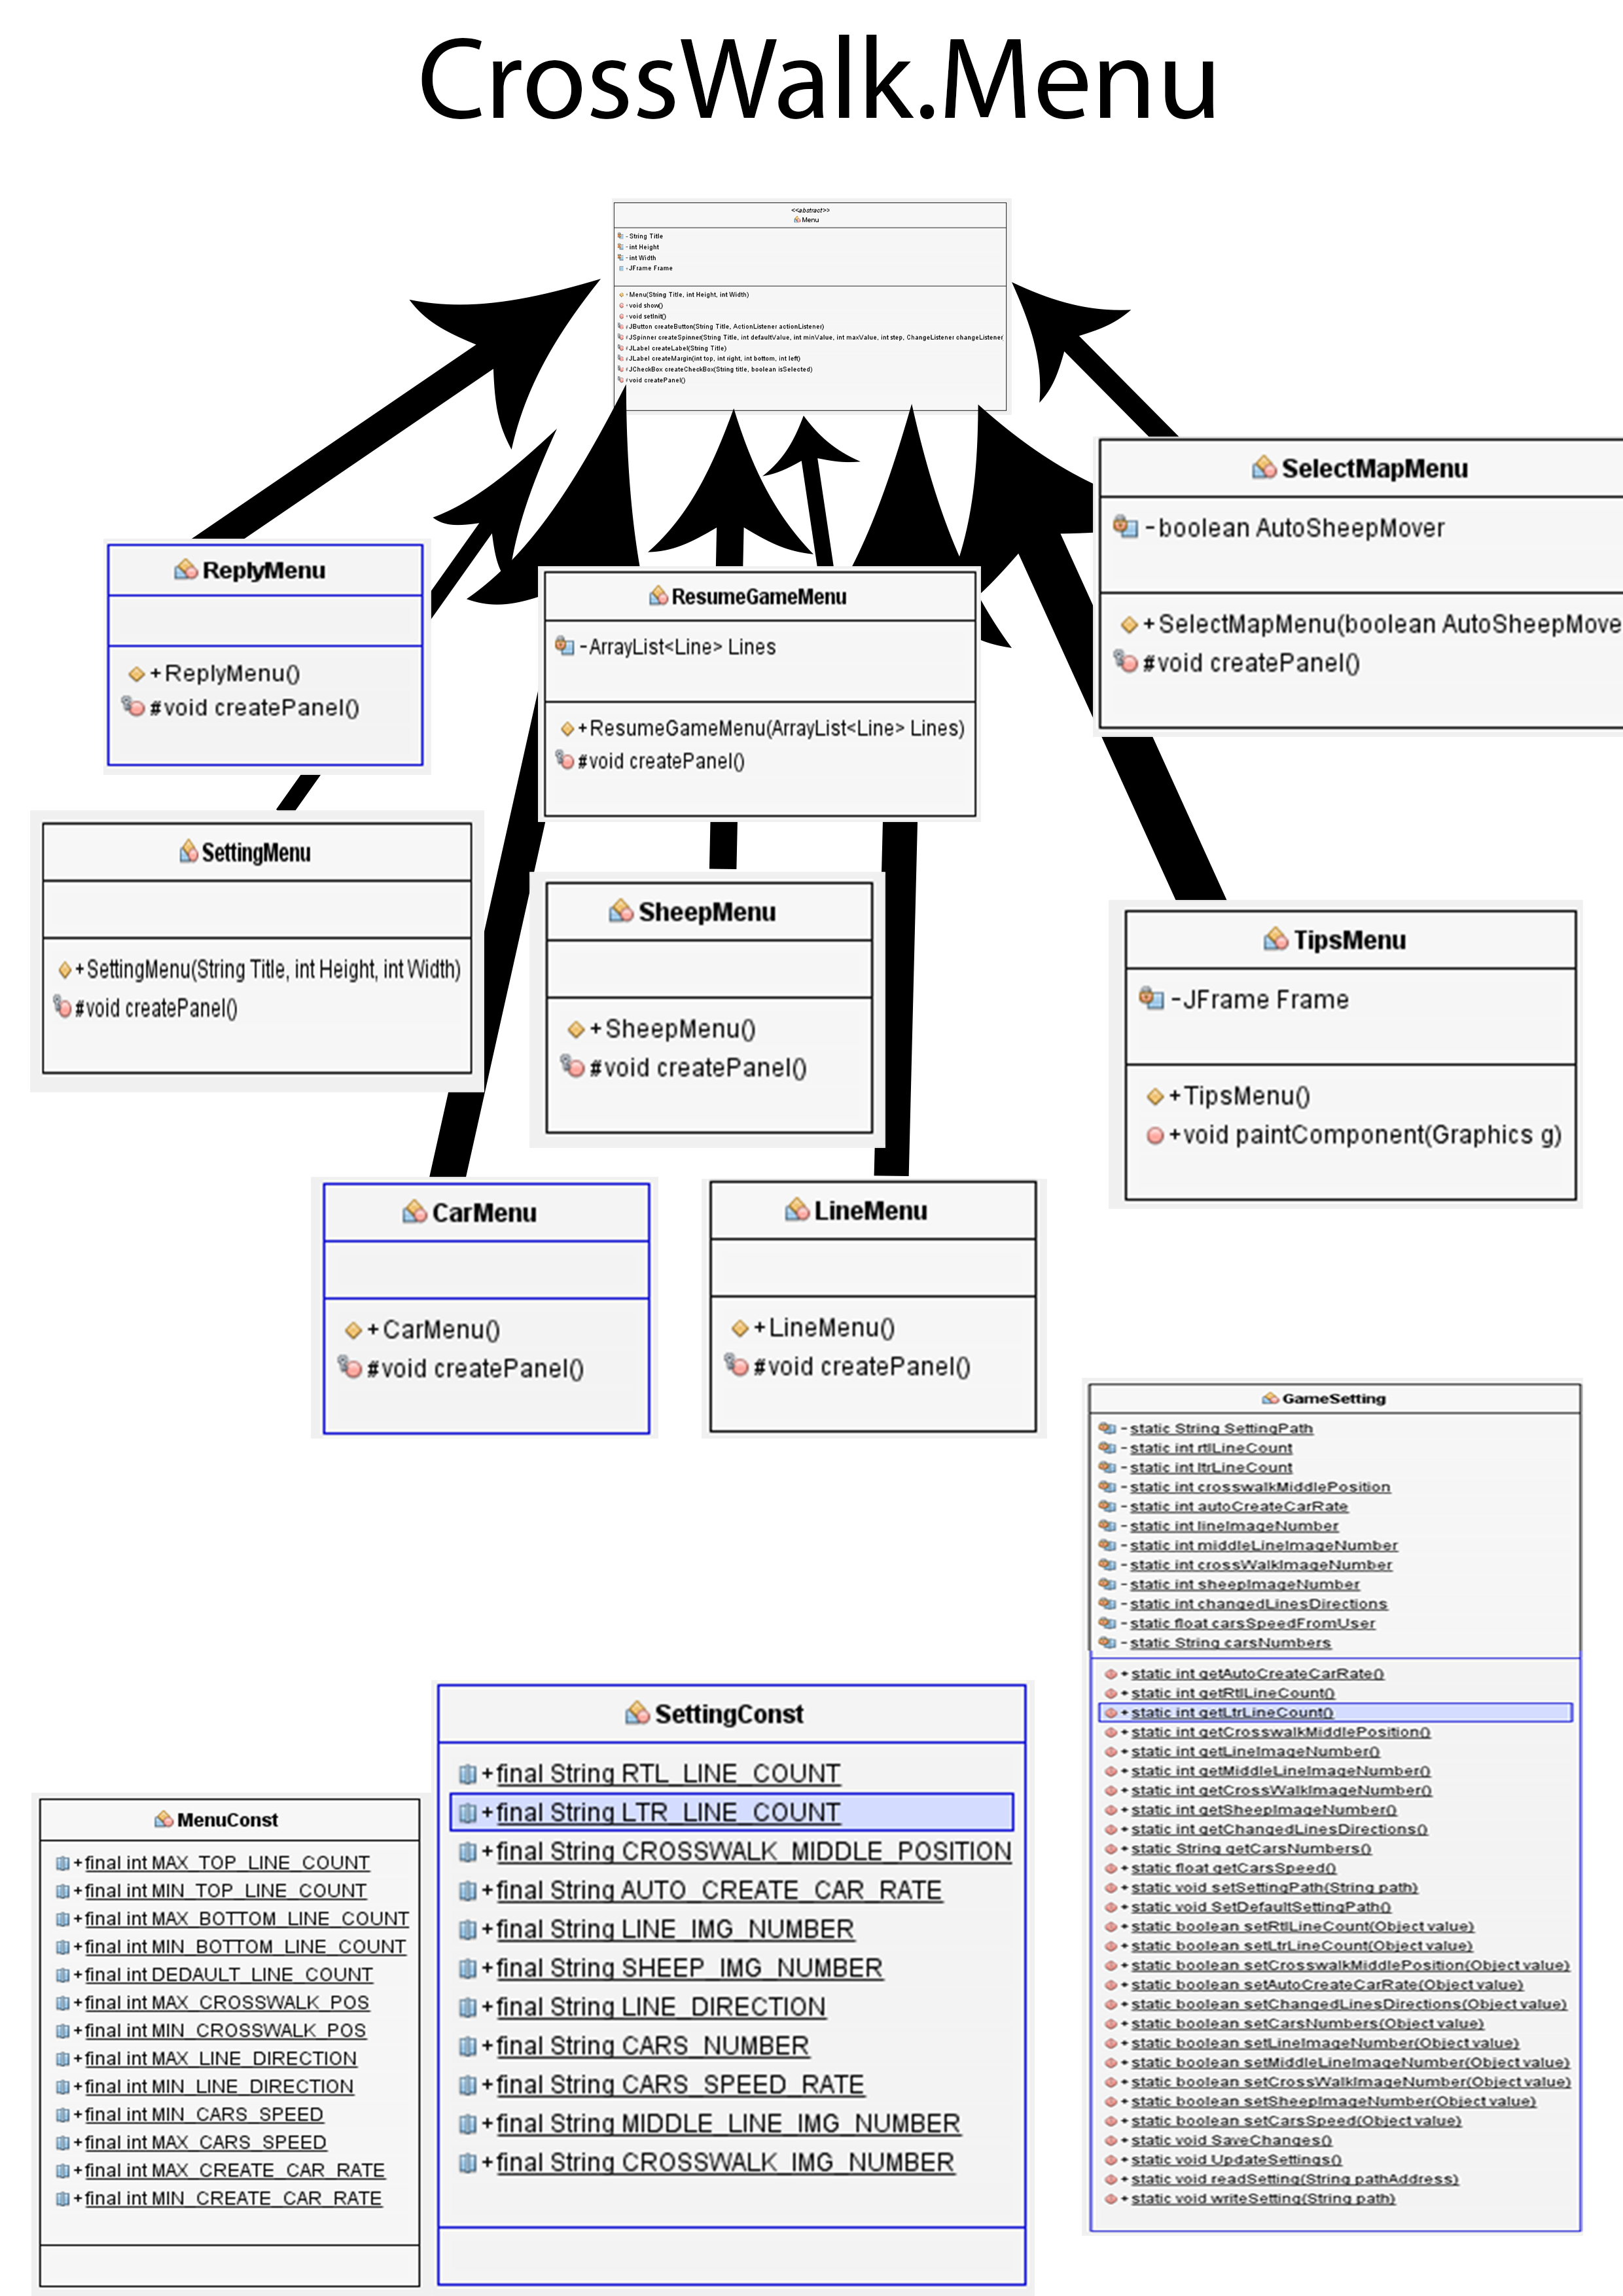 CrossWalk.Menu
<<abstract>>
Menu
- String Title
- int Height
- int Width
- JFrame Frame
- Menu(String Title, int Height, int Width)
- void show()
- void setInit()
# JButton createButton(String Title, ActionListener actionListener)
# JSpinner createSpinner(String Title, int defaultValue, int minValue, int maxValue, int step, ChangeListener changeListener
# JLabel createLabel(String Title)
# JLabel createMargin(int top, int right, int bottom, int left)
# JCheckBox createCheckBox(String title, boolean isSelected)
# void createPanel()
SelectMapMenu
-boolean AutoSheepMover
+SelectMapMenu(boolean AutoSheepMove
#void createPanel()
ReplyMenu
+ReplyMenu()
#void createPanel()
ResumeGameMenu
-ArrayList<Line> Lines
+ResumeGameMenu(ArrayList<Line> Lines)
#void createPanel()
SettingMenu
+SettingMenu(String Title, int Height, int Width)
#void createPanel()
SheepMenu
+SheepMenu()
#void createPanel()
TipsMenu
-JFrame Frame
+TipsMenu()
+void paintComponent(Graphics g)
CarMenu
+CarMenu()
#void createPanel()
LineMenu
+LineMenu()
#void createPanel()
GameSetting
-static String SettingPath
-static int rtlLineCount
-static int ltrLineCount
-static int crosswalkMiddlePosition
-static int autoCreateCarRate
-static int lineImageNumber
-static int middleLineImageNumber
-static int crossWalkImageNumber
-static int sheepImageNumber
-static int changedLinesDirections
-static float carsSpeedFromUser
-static String carsNumbers
+static int getAutoCreateCarRate()
+static int getRtlLineCount()
+static int getLtrLineCount()
+static int getCrosswalkMiddlePosition()
+static int getLineImageNumber()
+static int getMiddleLineImageNumber()
+static int getCrossWalkImageNumber()
+static int getSheepImageNumber()
+static int getChangedLinesDirections()
+static String getCarsNumbers()
+static float getCarsSpeed()
+static void setSettingPath(String path)
+static void SetDefaultSettingPath()
+static boolean setRtlLineCount(Object value)
+static boolean setLtrLineCount(Object value)
+static boolean setCrosswalkMiddlePosition(Object value)
+static boolean setAutoCreateCarRate(Object value)
+static boolean setChangedLinesDirections(Object value)
+static boolean setCarsNumbers(Object value)
+static boolean setLineImageNumber(Object value)
+static boolean setMiddleLineImageNumber(Object value)
+static boolean setCrossWalkImageNumber(Object value)
+static boolean setSheepImageNumber(Object value)
+static boolean setCarsSpeed(Object value)
+static void SaveChanges()
+static void UpdateSettings()
+static void readSetting(String pathAddress)
+static void writeSetting(String path)
SettingConst
+final String RTL_LINE_COUNT
+final String LTR_LINE_COUNT
+final String CROSSWALK_MIDDLE_POSITION
+final String AUTO_CREATE_CAR_RATE
+final String LINE_IMG_NUMBER
+final String SHEEP_IMG_NUMBER
+final String LINE_DIRECTION
+final String CARS_NUMBER
+final String CARS_SPEED_RATE
+final String MIDDLE_LINE_IMG_NUMBER
+final String CROSSWALK_IMG_NUMBER
MenuConst
+final int MAX_TOP_LINE_COUNT
+final int MIN_TOP_LINE_COUNT
+final int MAX_BOTTOM_LINE_COUNT
+final int MIN_BOTTOM_LINE_COUNT
+final int DEDAULT_LINE_COUNT
+final int MAX_CROSSWALK_POS
+final int MIN_CROSSWALK_POS
+final int MAX_LINE_DIRECTION
+final int MIN_LINE_DIRECTION
+final int MIN_CARS_SPEED
+final int MAX_CARS_SPEED
+final int MAX_CREATE_CAR_RATE
+final int MIN_CREATE_CAR_RATE